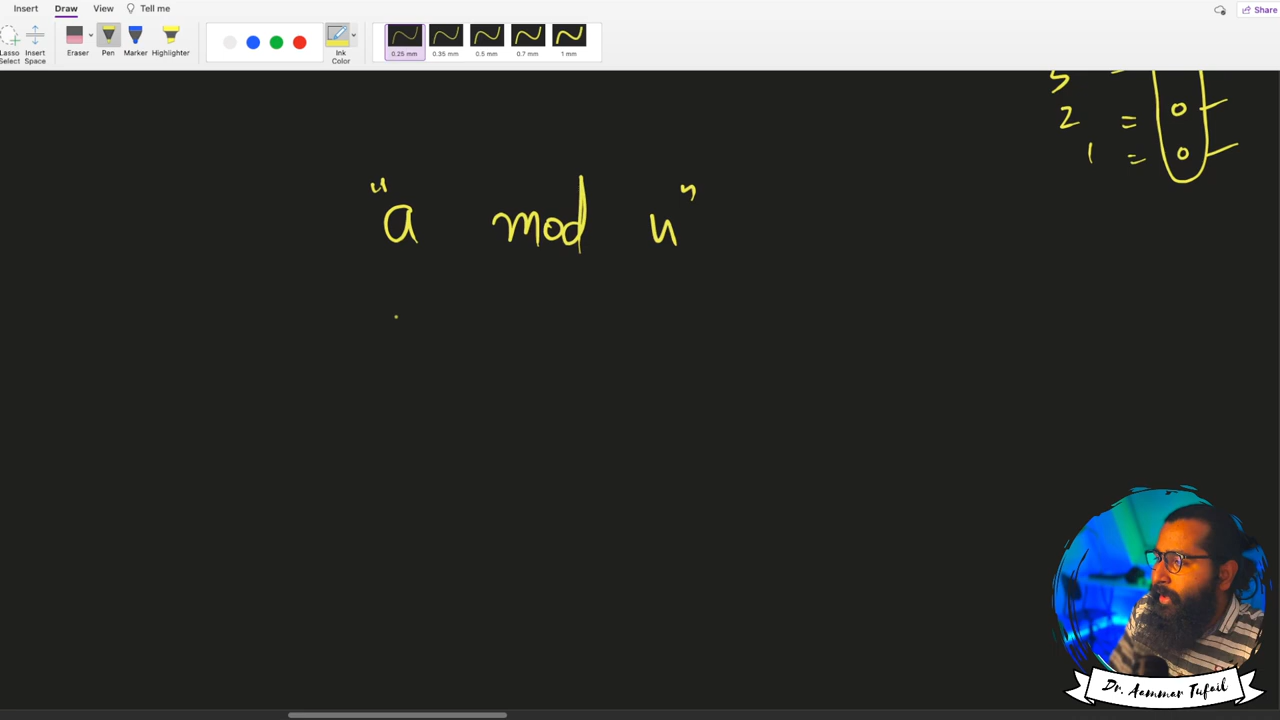 Insert Draw View Tell me
Share
Lasso Select
Insert Space
Eraser
Pen
Marker
Highlighter
Ink Color
0.25 mm
0.35 mm
0.5 mm
0.7 mm
1 mm
2 = 0
1 = 0
"a mod n"
Dr. Aammar Tufail